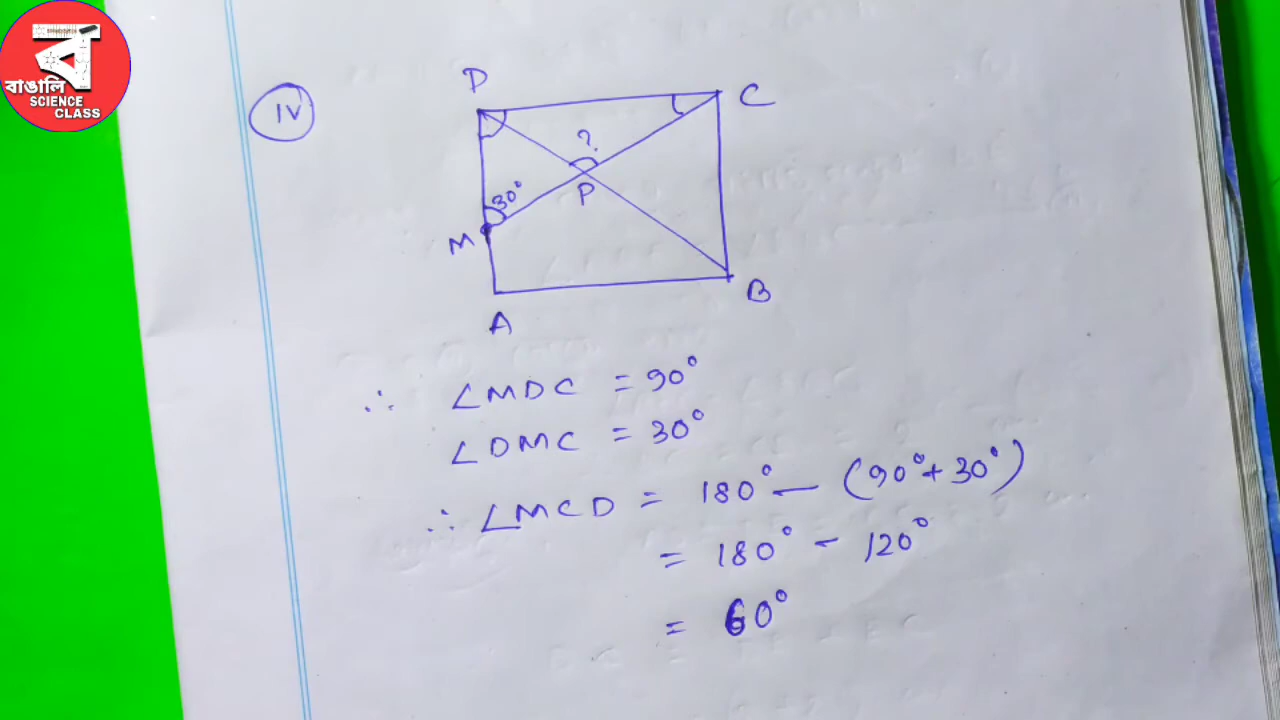 ব
বাঙালি
SCIENCE
CLASS
IV
D
C
?
P
30°
M
A
B
∴ ∠MDC = 90°
∠DMC = 30°
∴ ∠MCD = 180° - (90° + 30°)
= 180° - 120°
= 60°